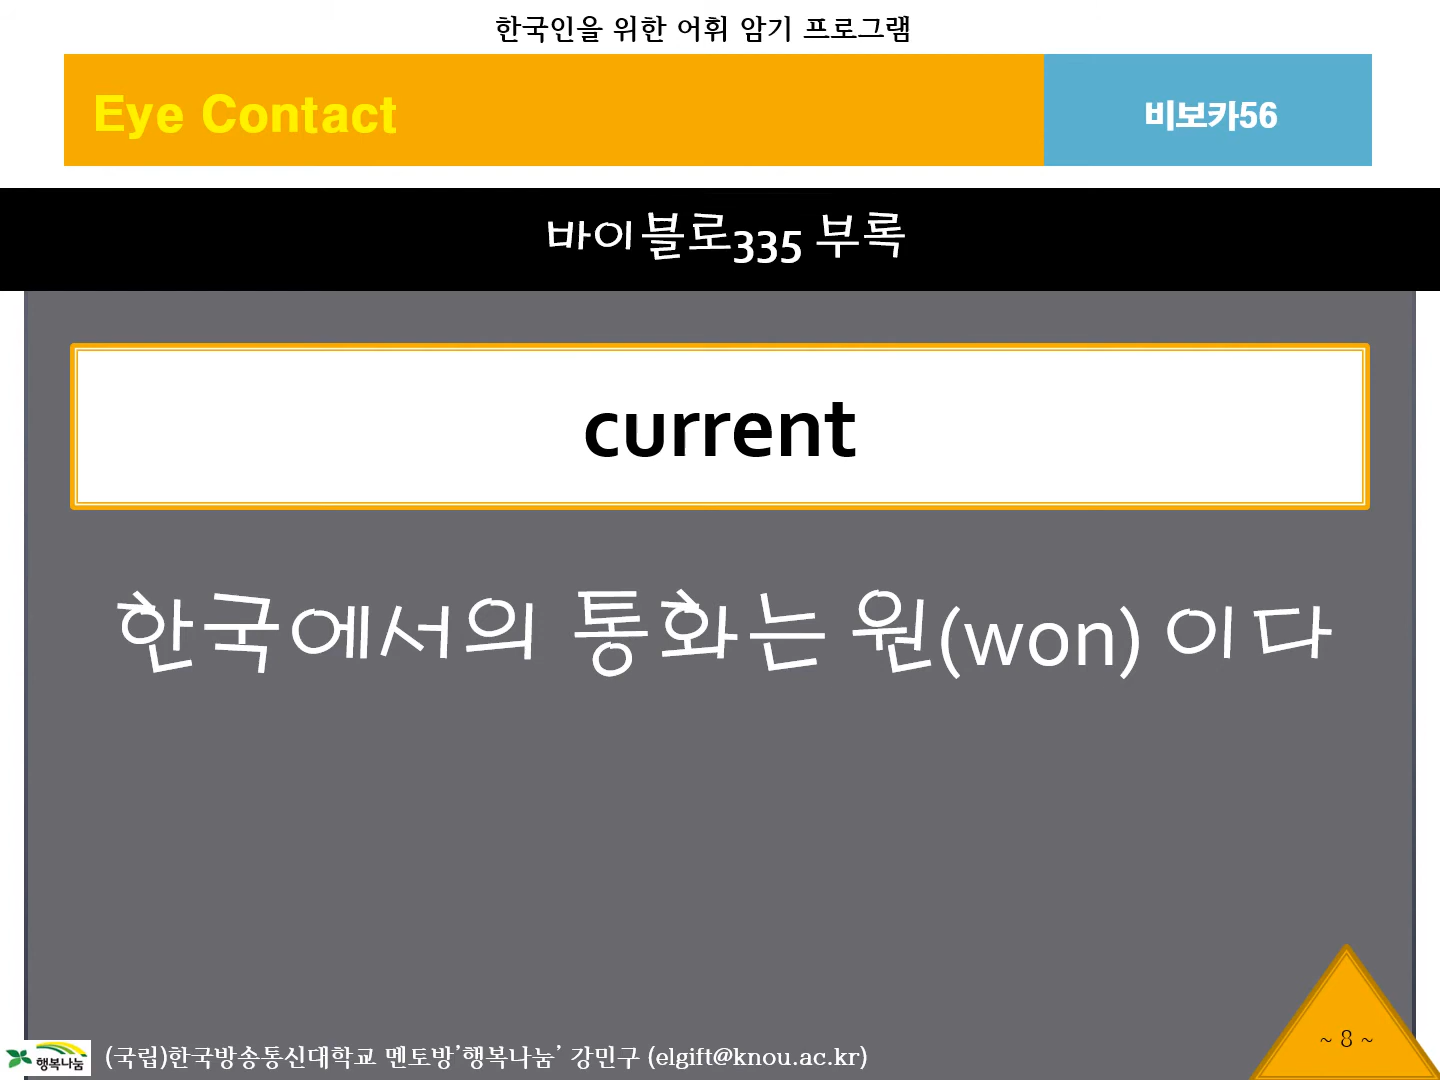 한국인을 위한 어휘 암기 프로그램
Eye Contact
비보카56
바이블로335 부록
current
한국에서의 통화는 원(won) 이다
~ 8 ~
행복나눔
(국립)한국방송통신대학교 멘토방'행복나눔' 강민구 (elgift@knou.ac.kr)